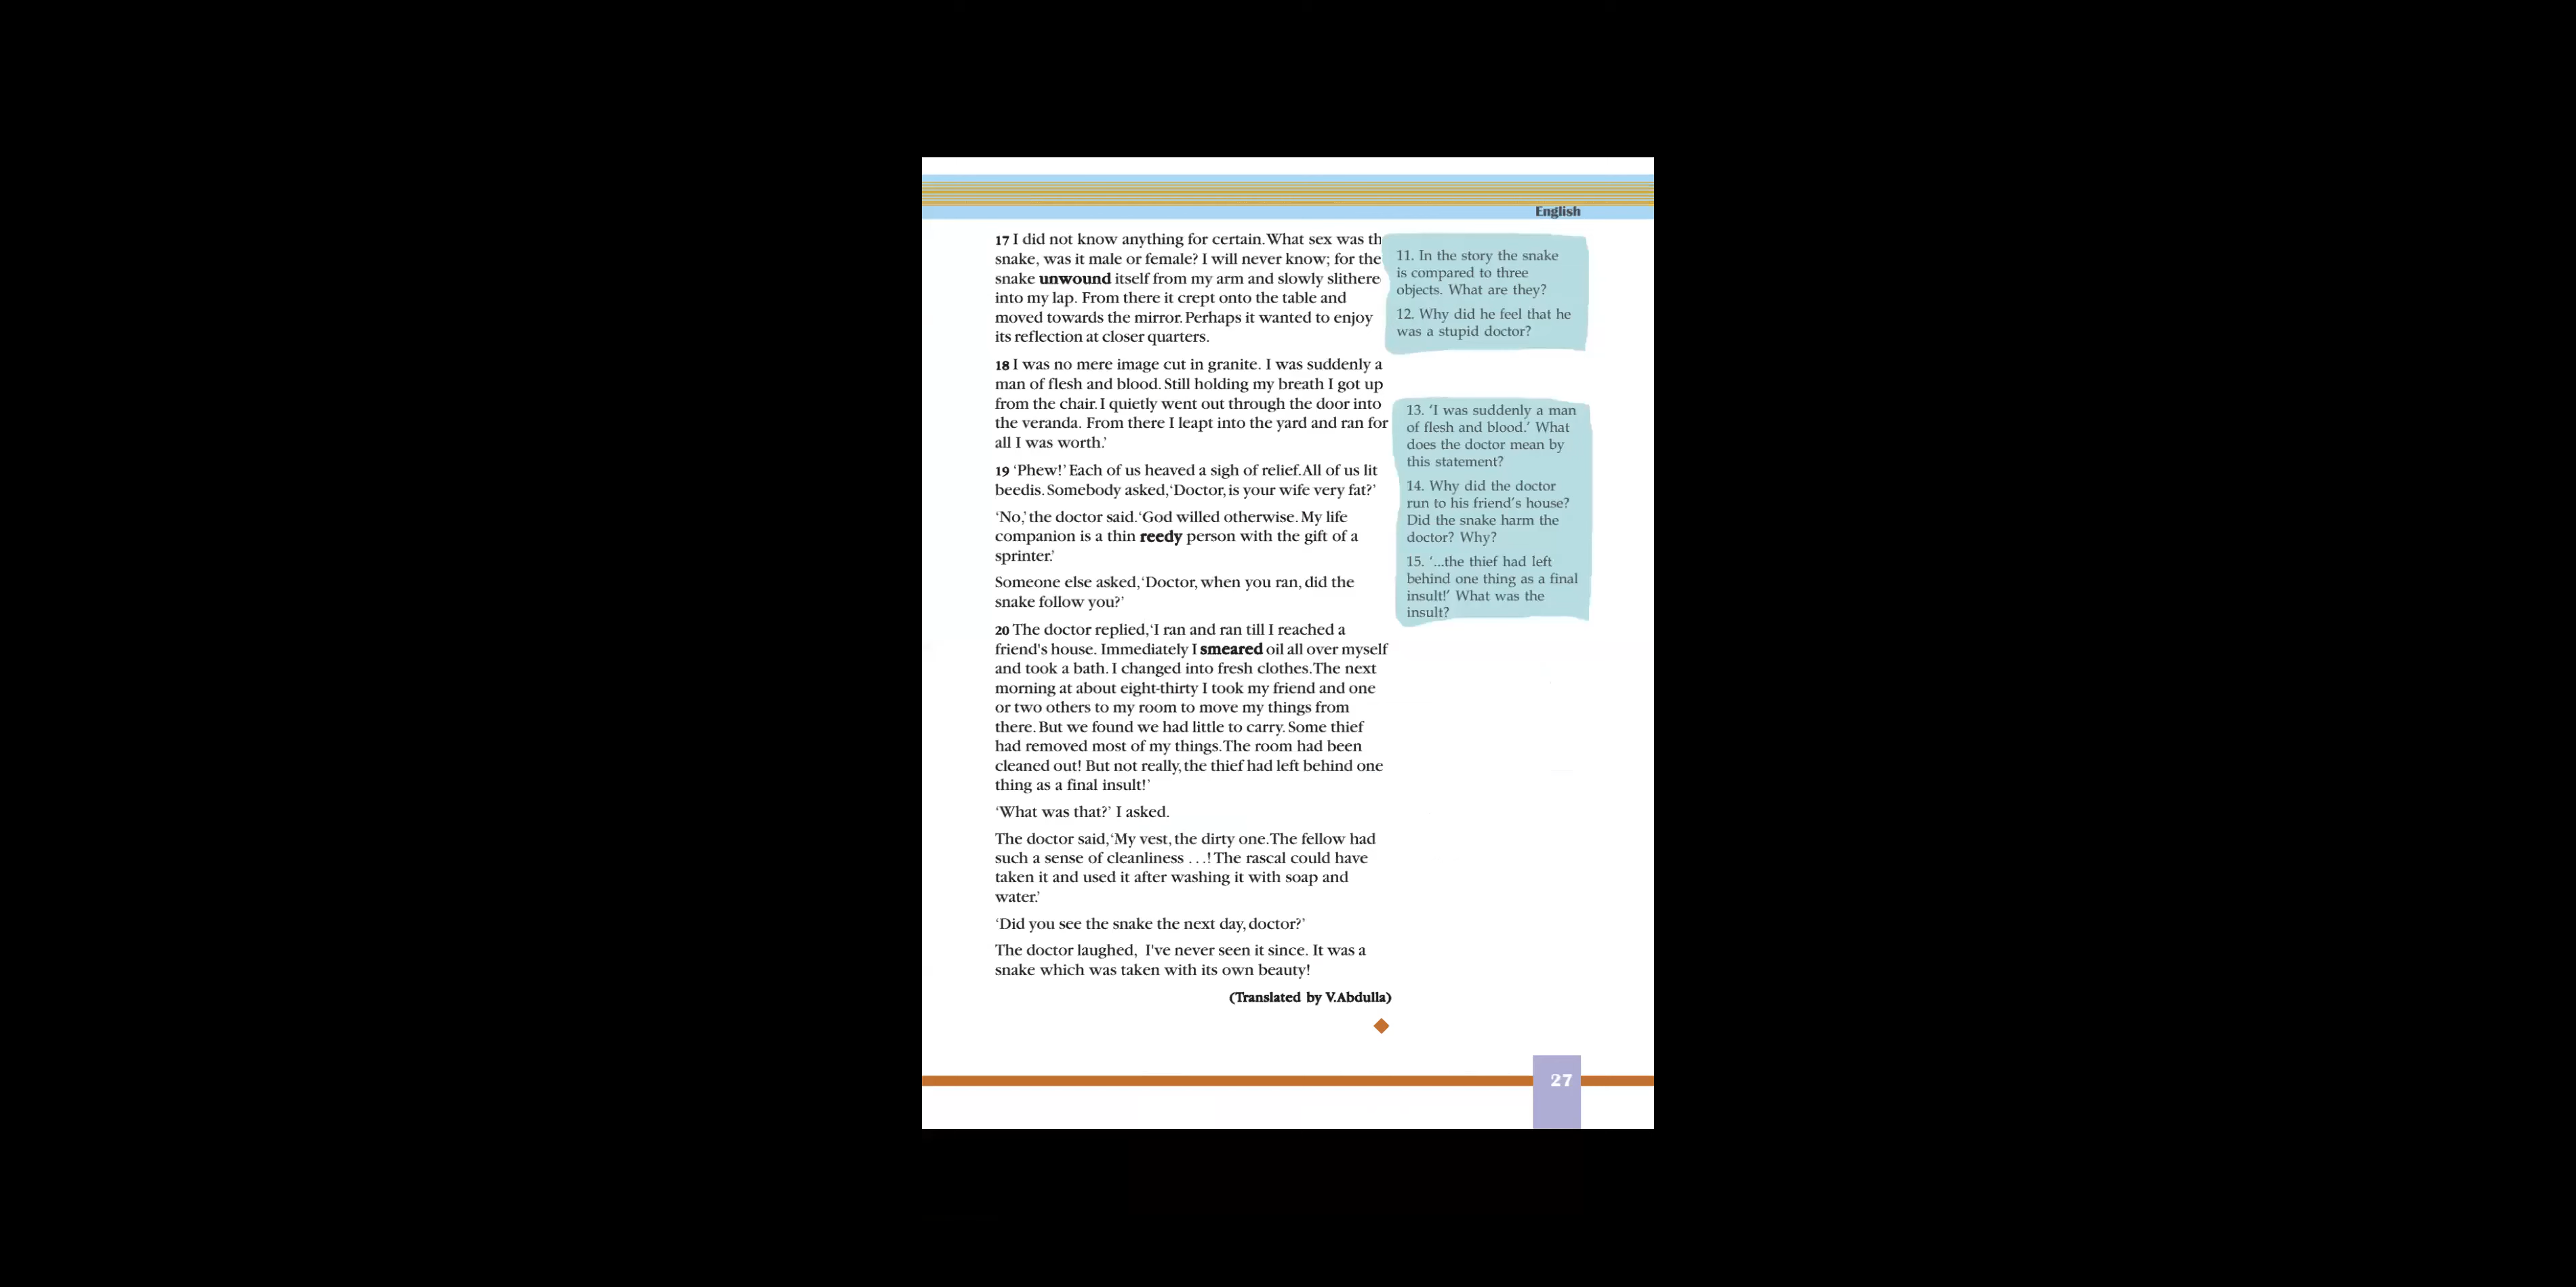 English
17 I did not know anything for certain. What sex was th
snake, was it male or female? I will never know; for the
snake unwound itself from my arm and slowly slithere
into my lap. From there it crept onto the table and
moved towards the mirror. Perhaps it wanted to enjoy
its reflection at closer quarters.
18 I was no mere image cut in granite. I was suddenly a
man of flesh and blood. Still holding my breath I got up
from the chair. I quietly went out through the door into
the veranda. From there I leapt into the yard and ran for
all I was worth.’
19 ‘Phew!’ Each of us heaved a sigh of relief. All of us lit
beedis. Somebody asked, ‘Doctor, is your wife very fat?’
‘No,’ the doctor said. ‘God willed otherwise. My life
companion is a thin reedy person with the gift of a
sprinter.’
Someone else asked, ‘Doctor, when you ran, did the
snake follow you?’
20 The doctor replied, ‘I ran and ran till I reached a
friend's house. Immediately I smeared oil all over myself
and took a bath. I changed into fresh clothes. The next
morning at about eight-thirty I took my friend and one
or two others to my room to move my things from
there. But we found we had little to carry. Some thief
had removed most of my things. The room had been
cleaned out! But not really, the thief had left behind one
thing as a final insult!’
‘What was that?’ I asked.
The doctor said, ‘My vest, the dirty one. The fellow had
such a sense of cleanliness . . .! The rascal could have
taken it and used it after washing it with soap and
water.’
‘Did you see the snake the next day, doctor?’
The doctor laughed, I've never seen it since. It was a
snake which was taken with its own beauty!
(Translated by V.Abdulla)
11. In the story the snake
is compared to three
objects. What are they?
12. Why did he feel that he
was a stupid doctor?
13. ‘I was suddenly a man
of flesh and blood.’ What
does the doctor mean by
this statement?
14. Why did the doctor
run to his friend’s house?
Did the snake harm the
doctor? Why?
15. ‘...the thief had left
behind one thing as a final
insult!’ What was the
insult?
27